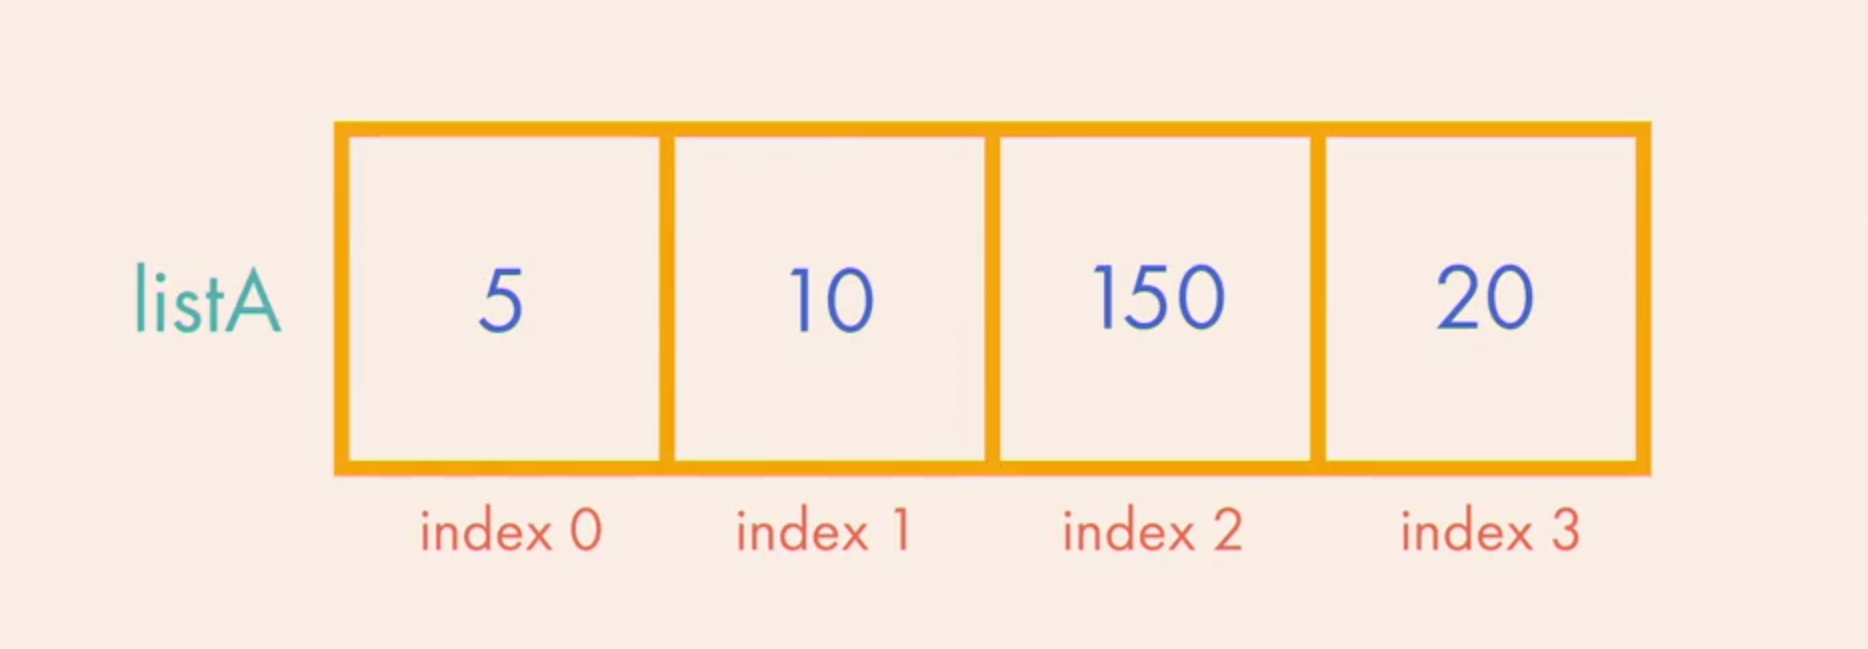 listA 5 10 150 20
index 0 index 1 index 2 index 3